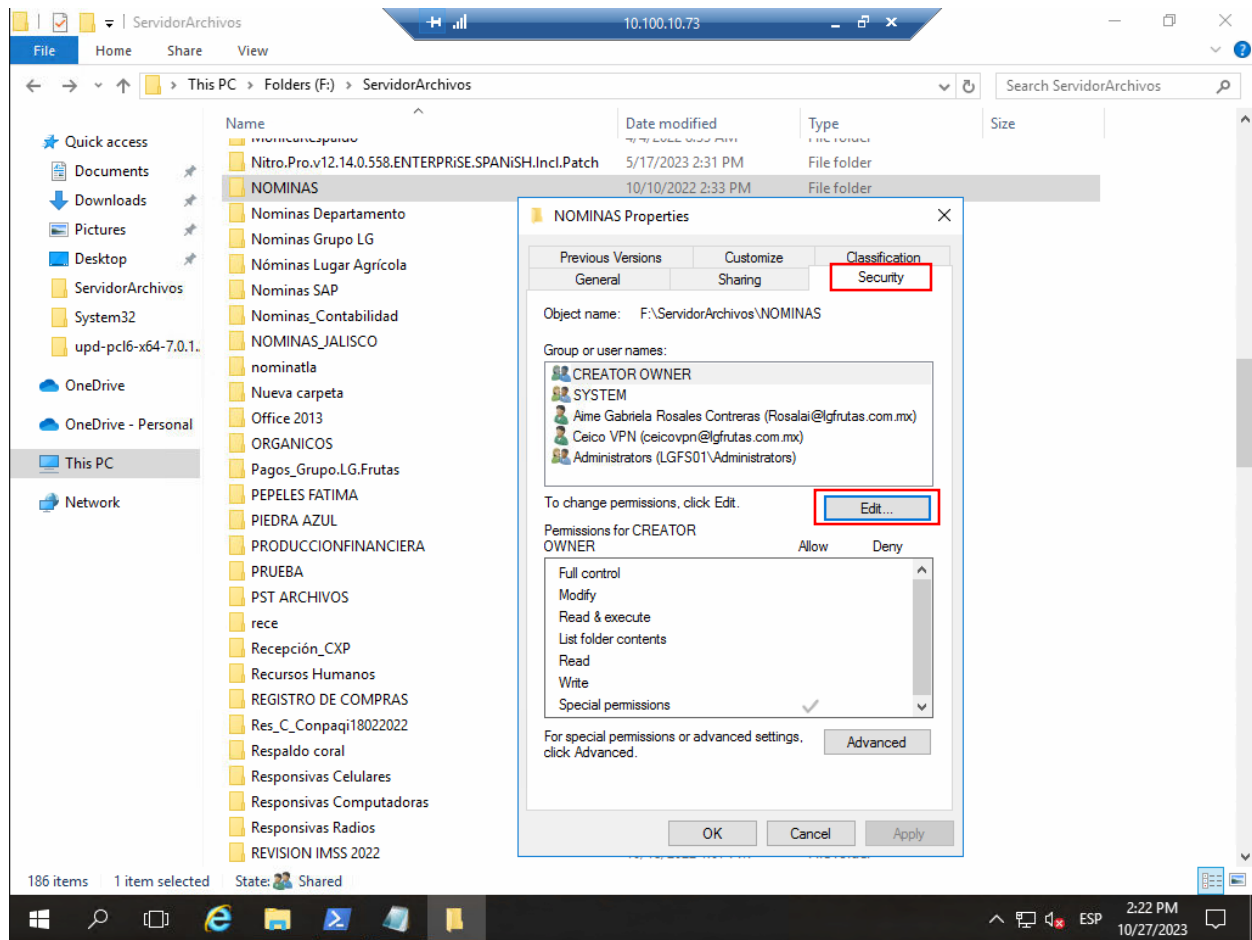 ServidorArchivos
10.100.10.73
File Home Share View
This PC > Folders (F:) > ServidorArchivos
Search ServidorArchivos
Name Date modified Type Size
Quick access
Documents
Downloads
Pictures
Desktop
ServidorArchivos
System32
upd-pcl6-x64-7.0.1..
OneDrive
OneDrive - Personal
This PC
Network
Nitro.Pro.v12.14.0.558.ENTERPRiSE.SPANiSH.Incl.Patch 5/17/2023 2:31 PM File folder
NOMINAS 10/10/2022 2:33 PM File folder
Nominas Departamento
Nominas Grupo LG
Nóminas Lugar Agrícola
Nominas SAP
Nominas_Contabilidad
NOMINAS_JALISCO
nominatla
Nueva carpeta
Office 2013
ORGANICOS
Pagos_Grupo.LG.Frutas
PEPELES FATIMA
PIEDRA AZUL
PRODUCCIONFINANCIERA
PRUEBA
PST ARCHIVOS
rece
Recepción_CXP
Recursos Humanos
REGISTRO DE COMPRAS
Res_C_Conpaqi18022022
Respaldo coral
Responsivas Celulares
Responsivas Computadoras
Responsivas Radios
REVISION IMSS 2022
NOMINAS Properties
Previous Versions Customize Classification
General Sharing Security
Object name: F:\ServidorArchivos\NOMINAS
Group or user names:
CREATOR OWNER
SYSTEM
Aime Gabriela Rosales Contreras (Rosalai@lgfrutas.com.mx)
Ceico VPN (ceicovpn@lgfrutas.com.mx)
Administrators (LGFS01\Administrators)
To change permissions, click Edit.
Edit...
Permissions for CREATOR
OWNER Allow Deny
Full control
Modify
Read & execute
List folder contents
Read
Write
Special permissions
For special permissions or advanced settings,
click Advanced.
Advanced
OK Cancel Apply
186 items 1 item selected State: Shared
ESP
2:22 PM
10/27/2023